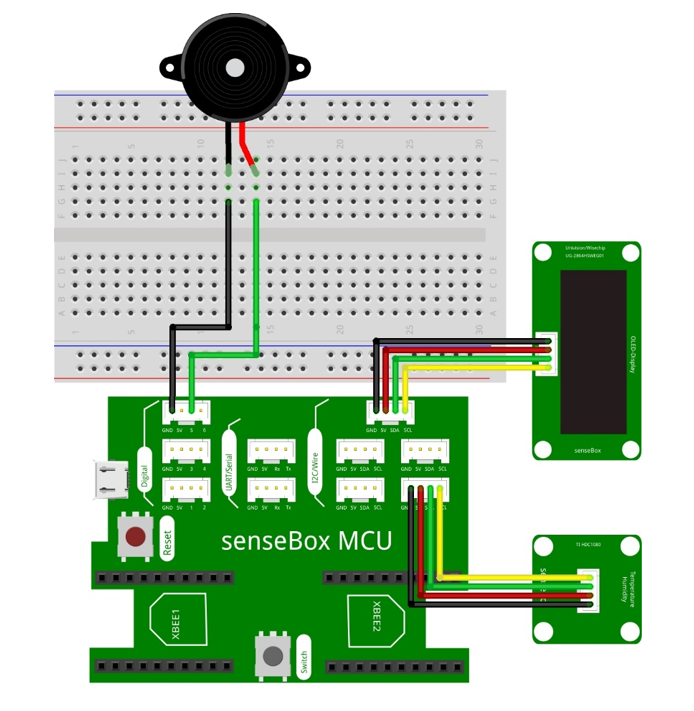 1 5 10 15 20 25 30
J
I
H
G
F
E
D
C
B
A
1 5 10 15 20 25 30
Univision/Wisechip
UG-2864HSWEG01
OLED-Display
senseBox
GND 5V 5 6
GND 5V SDA SCL
Digital
UART/Serial
I2C/Wire
GND 5V 3 4
GND 5V Rx Tx
GND 5V SDA SCL
GND 5V SDA SCL
GND 5V 1 2
GND 5V Rx Tx
GND 5V SDA SCL
GND 5V SDA SCL
Reset
senseBox MCU
TI HDC1080
Temperature
Humidity
XBEE1
XBEE2
Switch